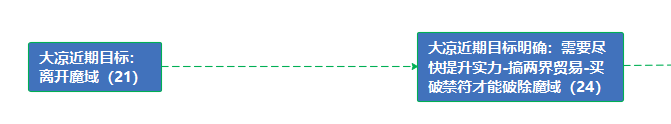 大凉近期目标：
离开魔域（21）
大凉近期目标明确：需要尽
快提升实力-搞两界贸易-买
破禁符才能破除魔域（24）